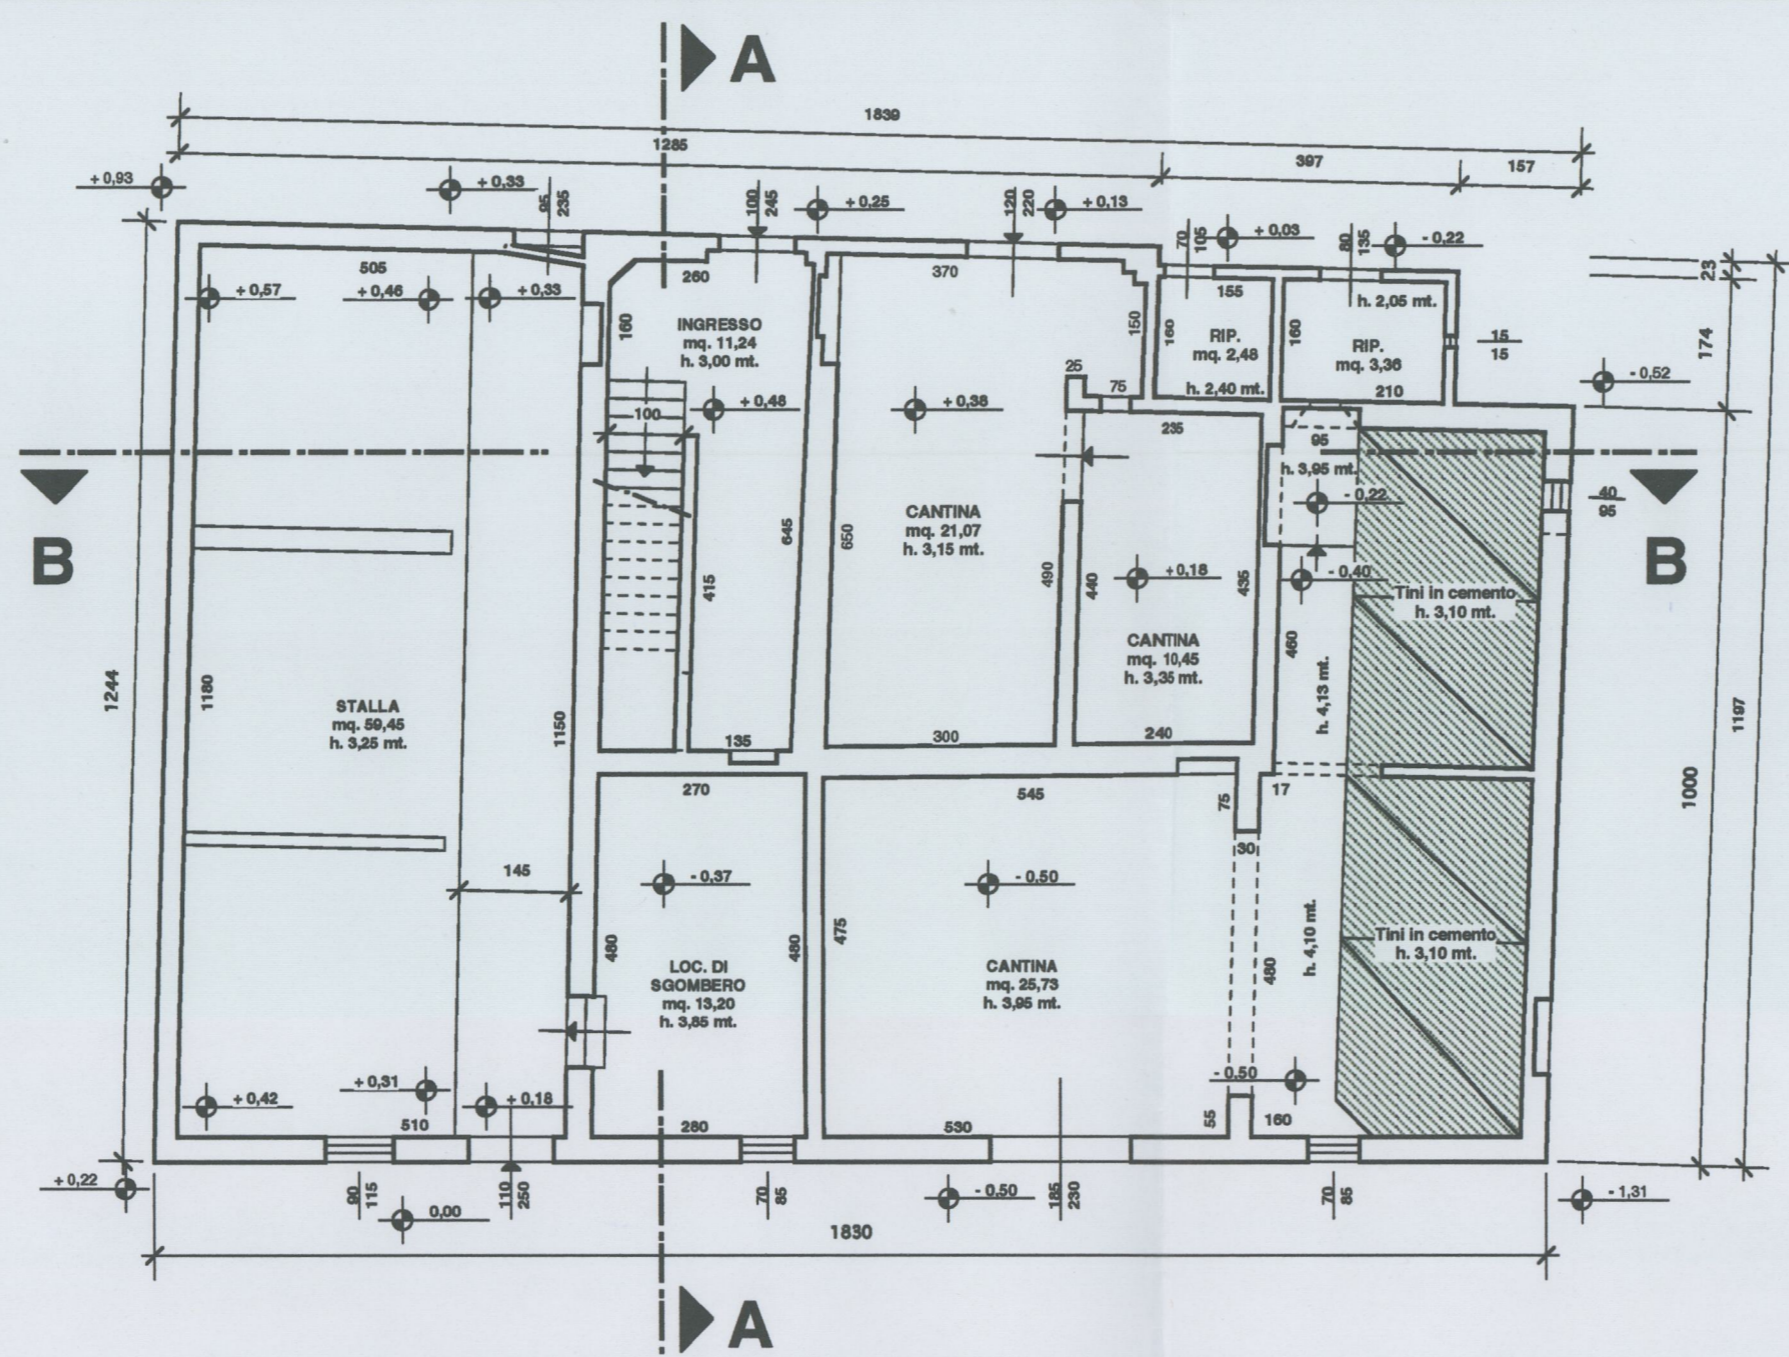 A
1839
1285
397
157
+ 0,93
+ 0,33
95
235
100
245
+ 0,25
120
220
+ 0,13
70
105
+ 0,03
80
135
- 0,22
23
505
260
370
155
h. 2,05 mt.
+ 0,57
+ 0,46
+ 0,33
160
INGRESSO
mq. 11,24
h. 3,00 mt.
150
160
RIP.
mq. 2,48
h. 2,40 mt.
160
RIP.
mq. 3,36
210
15
15
174
- 0,52
25
75
100
+ 0,48
+ 0,38
235
95
h. 3,95 mt.
- 0,22
40
95
B
B
645
650
CANTINA
mq. 21,07
h. 3,15 mt.
490
440
+ 0,18
435
- 0,40
Tini in cemento
h. 3,10 mt.
415
CANTINA
mq. 10,45
h. 3,35 mt.
460
h. 4,13 mt.
1244
1180
STALLA
mq. 59,45
h. 3,25 mt.
1150
135
300
240
1197
1000
270
545
75
17
30
145
- 0,37
- 0,50
480
480
475
480
h. 4,10 mt.
Tini in cemento
h. 3,10 mt.
LOC. DI
SGOMBERO
mq. 13,20
h. 3,85 mt.
CANTINA
mq. 25,73
h. 3,95 mt.
+ 0,42
+ 0,31
+ 0,18
- 0,50
510
280
530
55
160
+ 0,22
90
115
0,00
110
250
70
85
- 0,50
185
230
70
85
- 1,31
1830
A